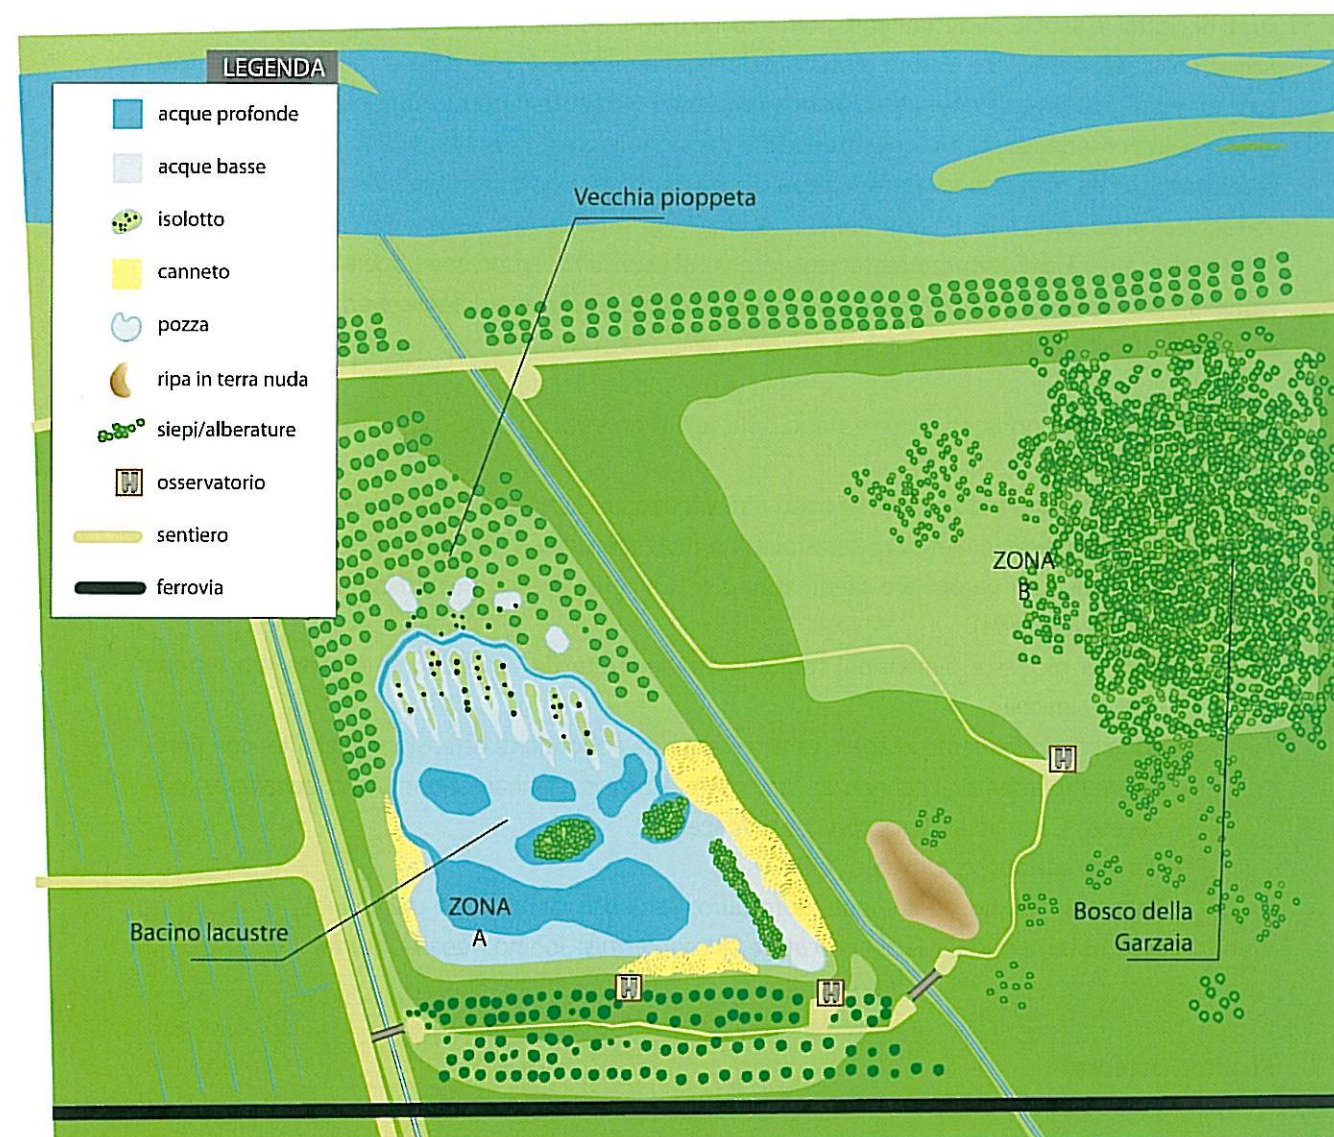 LEGENDA
acque profonde
acque basse
isolotto
canneto
pozza
ripa in terra nuda
siepi/alberature
H osservatorio
sentiero
ferrovia
Vecchia pioppeta
ZONA
B
H
Bosco della
Garzaia
ZONA
A
Bacino lacustre
H
H